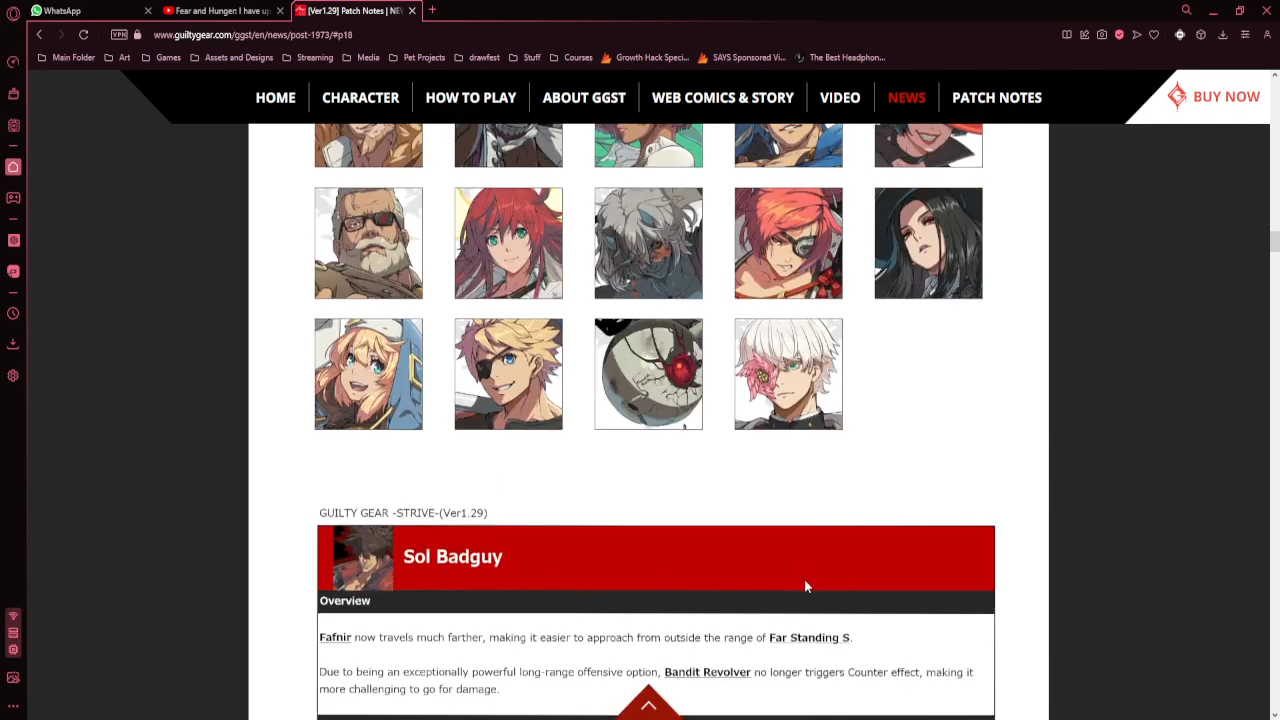 WhatsApp
Fear and Hunger: I have up
[Ver1.29] Patch Notes | NEW
www.guiltygear.com/ggst/en/news/post-1973/#p18
VPN
Main Folder
Art
Games
Assets and Designs
Streaming
Media
Pet Projects
drawfest
Stuff
Courses
Growth Hack Speci...
SAYS Sponsored Vi...
The Best Headphon...
HOME
CHARACTER
HOW TO PLAY
ABOUT GGST
WEB COMICS & STORY
VIDEO
NEWS
PATCH NOTES
BUY NOW
GUILTY GEAR -STRIVE-(Ver1.29)
Sol Badguy
Overview
Fafnir now travels much farther, making it easier to approach from outside the range of Far Standing S.
Due to being an exceptionally powerful long-range offensive option, Bandit Revolver no longer triggers Counter effect, making it
more challenging to go for damage.